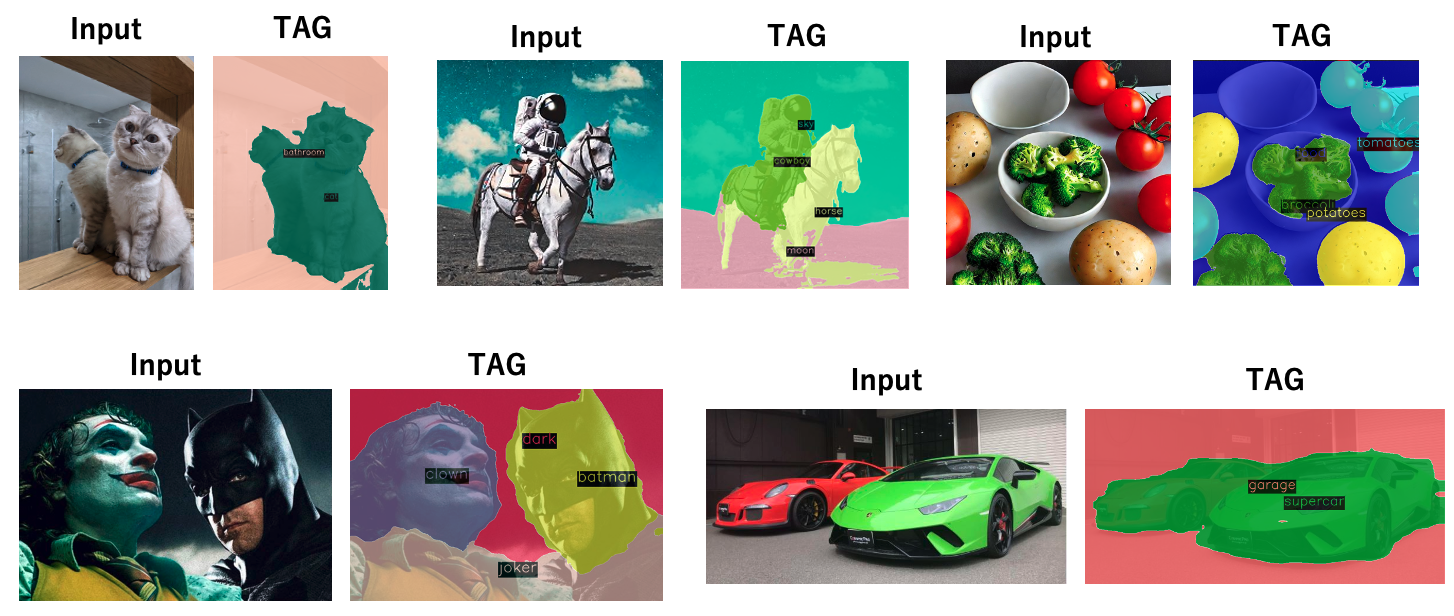 Input
TAG
Input
TAG
Input
TAG
bathroom
cat
sky
cowboy
horse
moon
tomatoes
broccoli
potatoes
Input
TAG
Input
TAG
dark
clown
batman
joker
garage
supercar